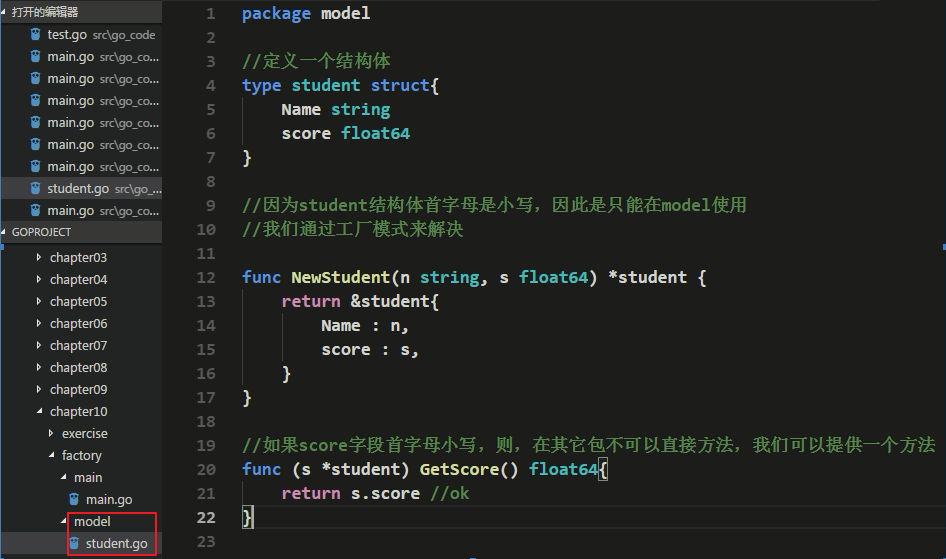 打开的编辑器
test.go src\go_code
main.go src\go_co...
main.go src\go_co...
main.go src\go_co...
main.go src\go_co...
main.go src\go_co...
main.go src\go_co...
student.go src\go_...
main.go src\go_co...
GOPROJECT
chapter03
chapter04
chapter05
chapter06
chapter07
chapter08
chapter09
chapter10
exercise
factory
main
main.go
model
student.go
1 package model
2
3 //定义一个结构体
4 type student struct{
5 Name string
6 score float64
7 }
8
9 //因为student结构体首字母是小写，因此是只能在model使用
10 //我们通过工厂模式来解决
11
12 func NewStudent(n string, s float64) *student {
13 return &student{
14 Name : n,
15 score : s,
16 }
17 }
18
19 //如果score字段首字母小写，则，在其它包不可以直接方法，我们可以提供一个方法
20 func (s *student) GetScore() float64{
21 return s.score //ok
22 }
23